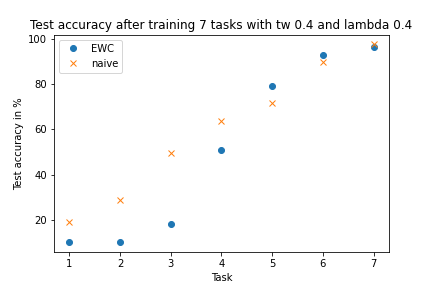 Test accuracy after training 7 tasks with tw 0.4 and lambda 0.4
EWC
naive
Test accuracy in %
100
80
60
40
20
1 2 3 4 5 6 7
Task